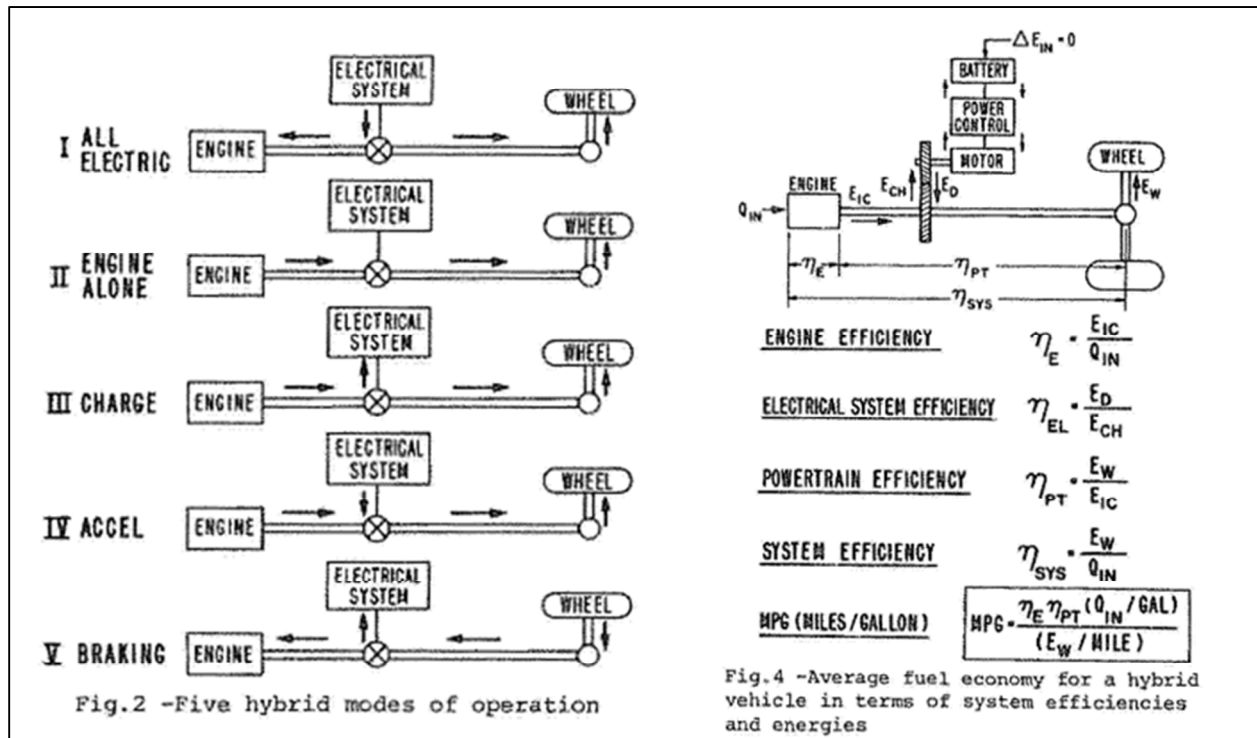 ELECTRICAL
SYSTEM
WHEEL
I ALL
ELECTRIC
ENGINE
ELECTRICAL
SYSTEM
WHEEL
II ENGINE
ALONE
ENGINE
ELECTRICAL
SYSTEM
WHEEL
III CHARGE
ENGINE
ELECTRICAL
SYSTEM
WHEEL
IV ACCEL
ENGINE
ELECTRICAL
SYSTEM
WHEEL
V BRAKING
ENGINE
Fig.2 -Five hybrid modes of operation
ΔE_IN = 0
BATTERY
POWER
CONTROL
MOTOR
WHEEL
ENGINE
E_IC
E_CH
E_D
E_W
Q_IN
η_E
η_PT
η_SYS
ENGINE EFFICIENCY η_E = E_IC / Q_IN
ELECTRICAL SYSTEM EFFICIENCY η_EL = E_D / E_CH
POWERTRAIN EFFICIENCY η_PT = E_W / E_IC
SYSTEM EFFICIENCY η_SYS = E_W / Q_IN
MPG (MILES/GALLON) MPG = η_E η_PT (Q_IN / GAL) / (E_W / MILE)
Fig.4 -Average fuel economy for a hybrid
vehicle in terms of system efficiencies
and energies